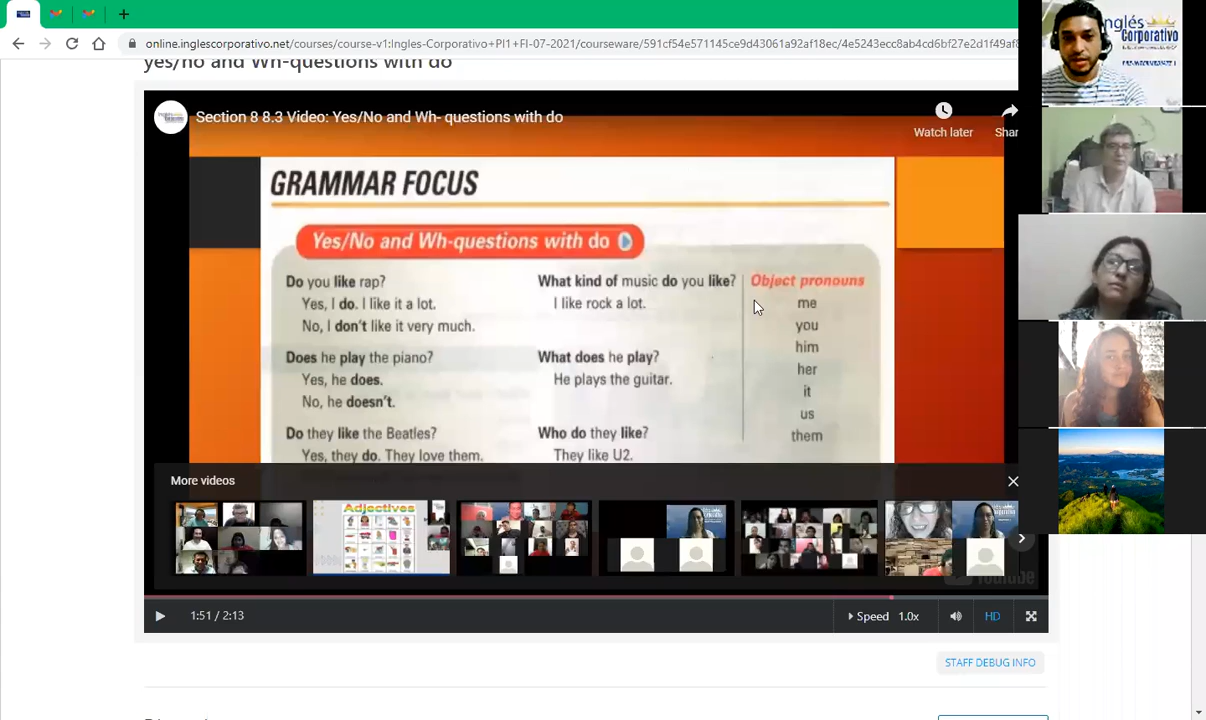 online.inglescorporativo.net/courses/course-v1:Ingles-Corporativo+PI1+FI-07-2021/courseware/591cf54e571145ce9d43061a92af18ec/4e5243ecc8ab4cd6bf27e2d1f49af8
Inglés
Corporativo
yes/no and Wh-questions with do
Section 8 8.3 Video: Yes/No and Wh- questions with do
Watch later
Shar
GRAMMAR FOCUS
Yes/No and Wh-questions with do
Do you like rap?
Yes, I do. I like it a lot.
No, I don't like it very much.
Does he play the piano?
Yes, he does.
No, he doesn't.
Do they like the Beatles?
Yes, they do. They love them.
What kind of music do you like?
I like rock a lot.
What does he play?
He plays the guitar.
Who do they like?
They like U2.
Object pronouns
me
you
him
her
it
us
them
More videos
Adjectives
YouTube
1:51 / 2:13
Speed 1.0x
HD
STAFF DEBUG INFO